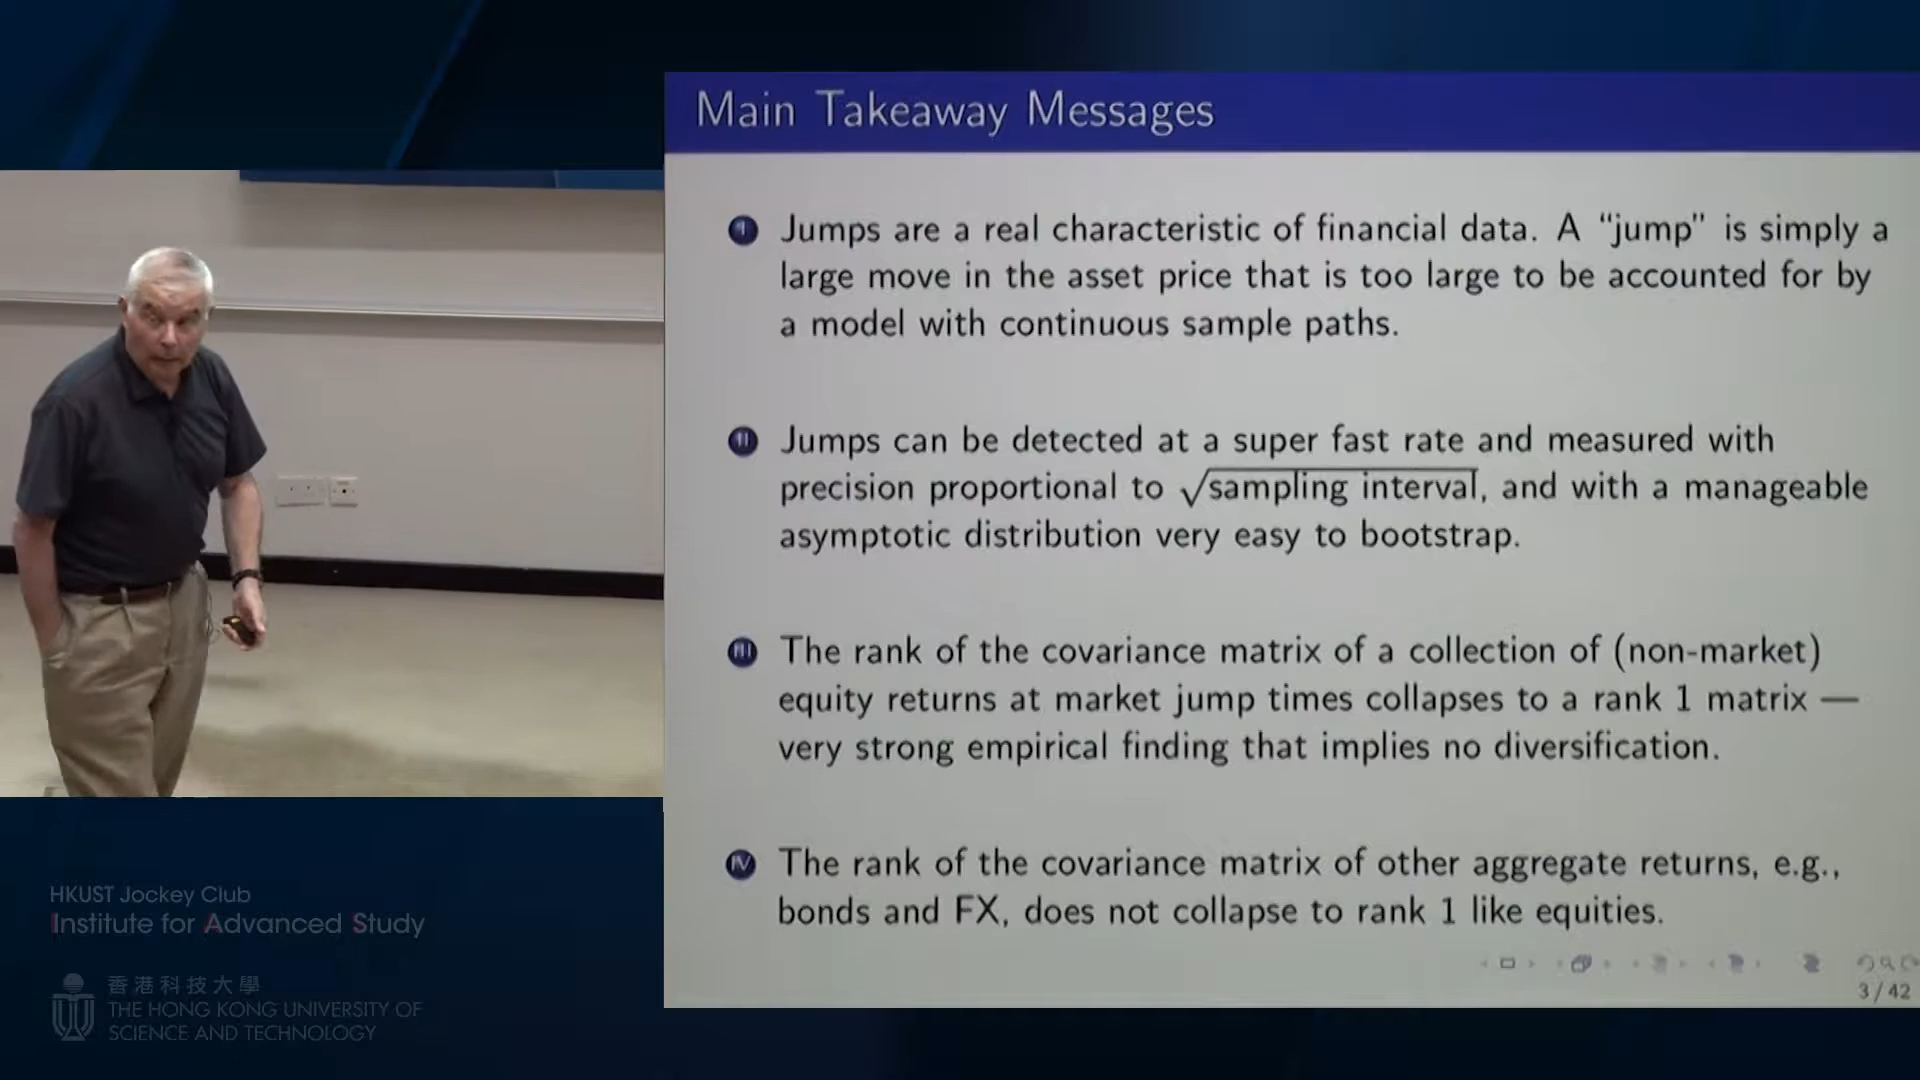 Main Takeaway Messages
I Jumps are a real characteristic of financial data. A “jump” is simply a
large move in the asset price that is too large to be accounted for by
a model with continuous sample paths.
II Jumps can be detected at a super fast rate and measured with
precision proportional to √sampling interval, and with a manageable
asymptotic distribution very easy to bootstrap.
III The rank of the covariance matrix of a collection of (non-market)
equity returns at market jump times collapses to a rank 1 matrix —
very strong empirical finding that implies no diversification.
IV The rank of the covariance matrix of other aggregate returns, e.g.,
bonds and FX, does not collapse to rank 1 like equities.
3 / 42
HKUST Jockey Club
Institute for Advanced Study
香港科技大學
THE HONG KONG UNIVERSITY OF
SCIENCE AND TECHNOLOGY